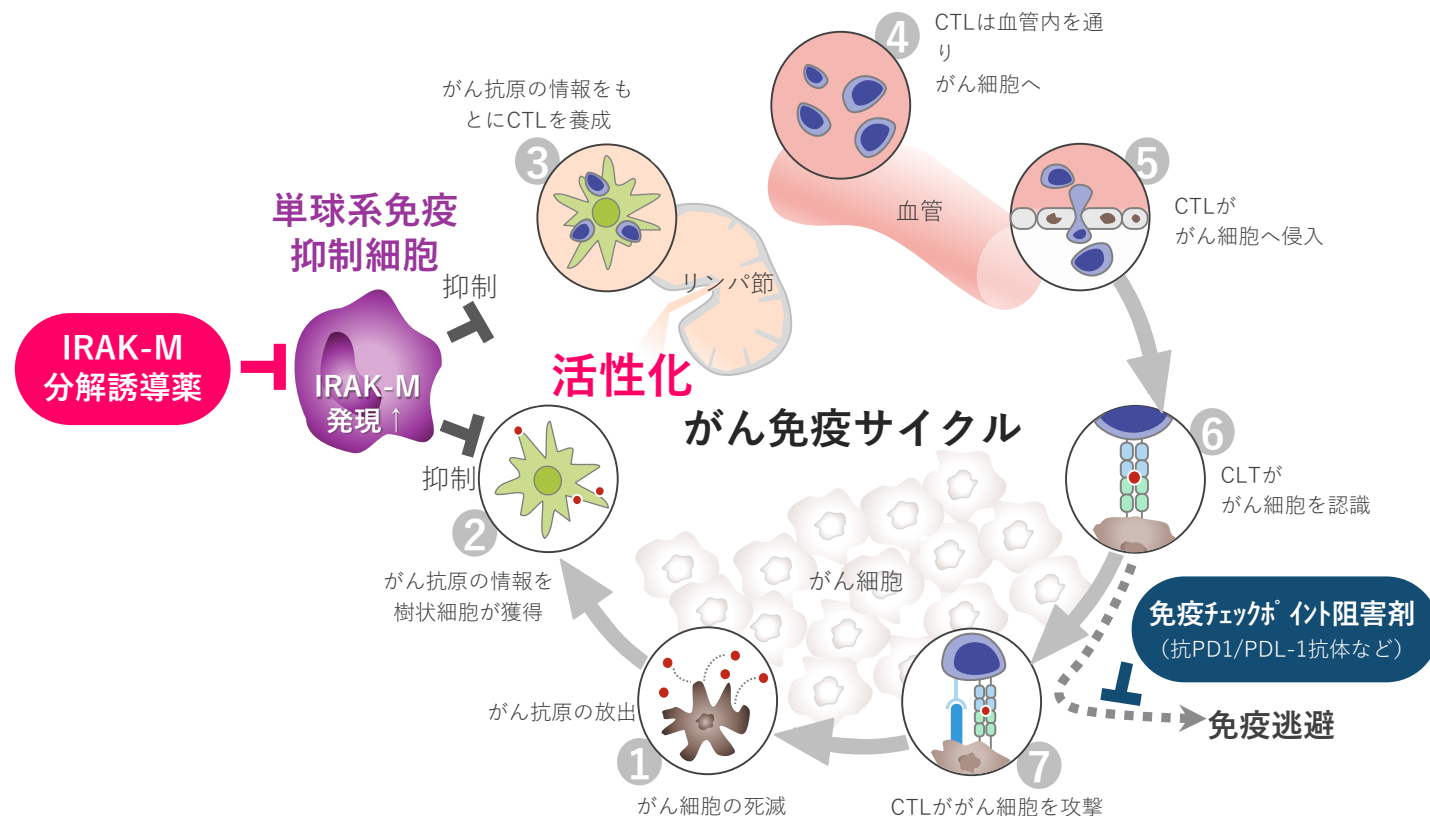 4
CTLは血管内を通
り
がん細胞へ
がん抗原の情報をも
とにCTLを養成
3
5
CTLが
がん細胞へ侵入
血管
単球系免疫
抑制細胞
抑制
リンパ節
IRAK-M
分解誘導薬
IRAK-M
発現↑
抑制
活性化
がん免疫サイクル
6
CLTが
がん細胞を認識
2
がん抗原の情報を
樹状細胞が獲得
がん細胞
免疫ﾁｪｯｸﾎﾟｲﾝﾄ阻害剤
（抗PD1/PDL-1抗体など）
免疫逃避
がん抗原の放出
1
がん細胞の死滅
7
CTLががん細胞を攻撃